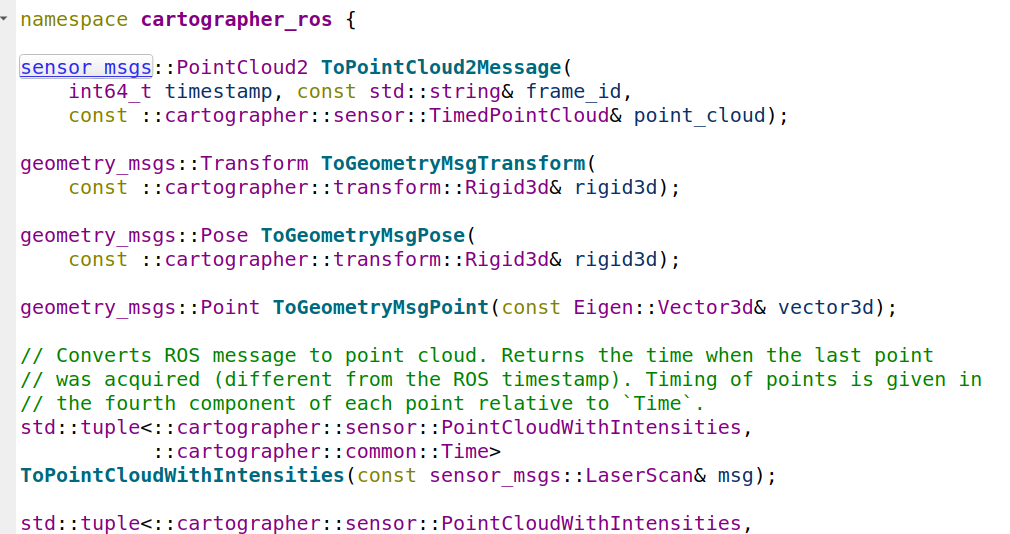 namespace cartographer_ros {
sensor_msgs::PointCloud2 ToPointCloud2Message(
int64_t timestamp, const std::string& frame_id,
const ::cartographer::sensor::TimedPointCloud& point_cloud);
geometry_msgs::Transform ToGeometryMsgTransform(
const ::cartographer::transform::Rigid3d& rigid3d);
geometry_msgs::Pose ToGeometryMsgPose(
const ::cartographer::transform::Rigid3d& rigid3d);
geometry_msgs::Point ToGeometryMsgPoint(const Eigen::Vector3d& vector3d);
// Converts ROS message to point cloud. Returns the time when the last point
// was acquired (different from the ROS timestamp). Timing of points is given in
// the fourth component of each point relative to `Time`.
std::tuple<::cartographer::sensor::PointCloudWithIntensities,
::cartographer::common::Time>
ToPointCloudWithIntensities(const sensor_msgs::LaserScan& msg);
std::tuple<::cartographer::sensor::PointCloudWithIntensities,